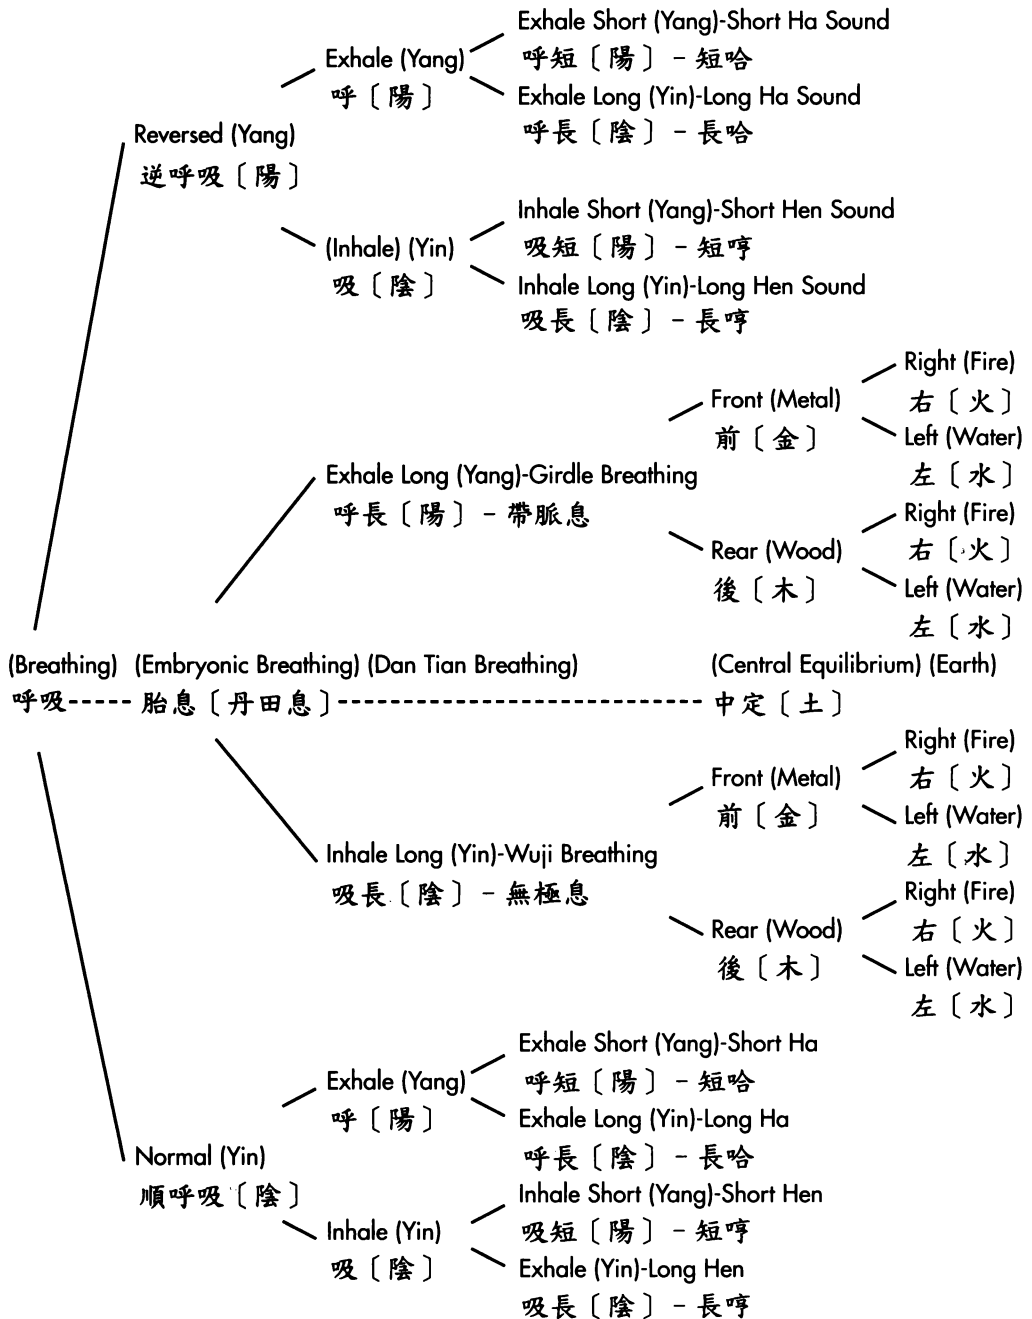 Exhale Short (Yang)-Short Ha Sound
呼短〔陽〕－短哈
Exhale (Yang)
呼〔陽〕
Exhale Long (Yin)-Long Ha Sound
呼長〔陰〕－長哈
Reversed (Yang)
逆呼吸〔陽〕
Inhale Short (Yang)-Short Hen Sound
吸短〔陽〕－短哼
(Inhale) (Yin)
吸〔陰〕
Inhale Long (Yin)-Long Hen Sound
吸長〔陰〕－長哼
Right (Fire)
右〔火〕
Front (Metal)
前〔金〕
Left (Water)
左〔水〕
Exhale Long (Yang)-Girdle Breathing
呼長〔陽〕－帶脈息
Right (Fire)
右〔火〕
Rear (Wood)
後〔木〕
Left (Water)
左〔水〕
(Breathing) (Embryonic Breathing) (Dan Tian Breathing) (Central Equilibrium) (Earth)
呼吸-----胎息〔丹田息〕-----------------------------中定〔土〕
Right (Fire)
右〔火〕
Front (Metal)
前〔金〕
Left (Water)
左〔水〕
Inhale Long (Yin)-Wuji Breathing
吸長〔陰〕－無極息
Right (Fire)
右〔火〕
Rear (Wood)
後〔木〕
Left (Water)
左〔水〕
Exhale Short (Yang)-Short Ha
呼短〔陽〕－短哈
Exhale (Yang)
呼〔陽〕
Exhale Long (Yin)-Long Ha
呼長〔陰〕－長哈
Normal (Yin)
順呼吸〔陰〕
Inhale Short (Yang)-Short Hen
吸短〔陽〕－短哼
Inhale (Yin)
吸〔陰〕
Exhale (Yin)-Long Hen
吸長〔陰〕－長哼